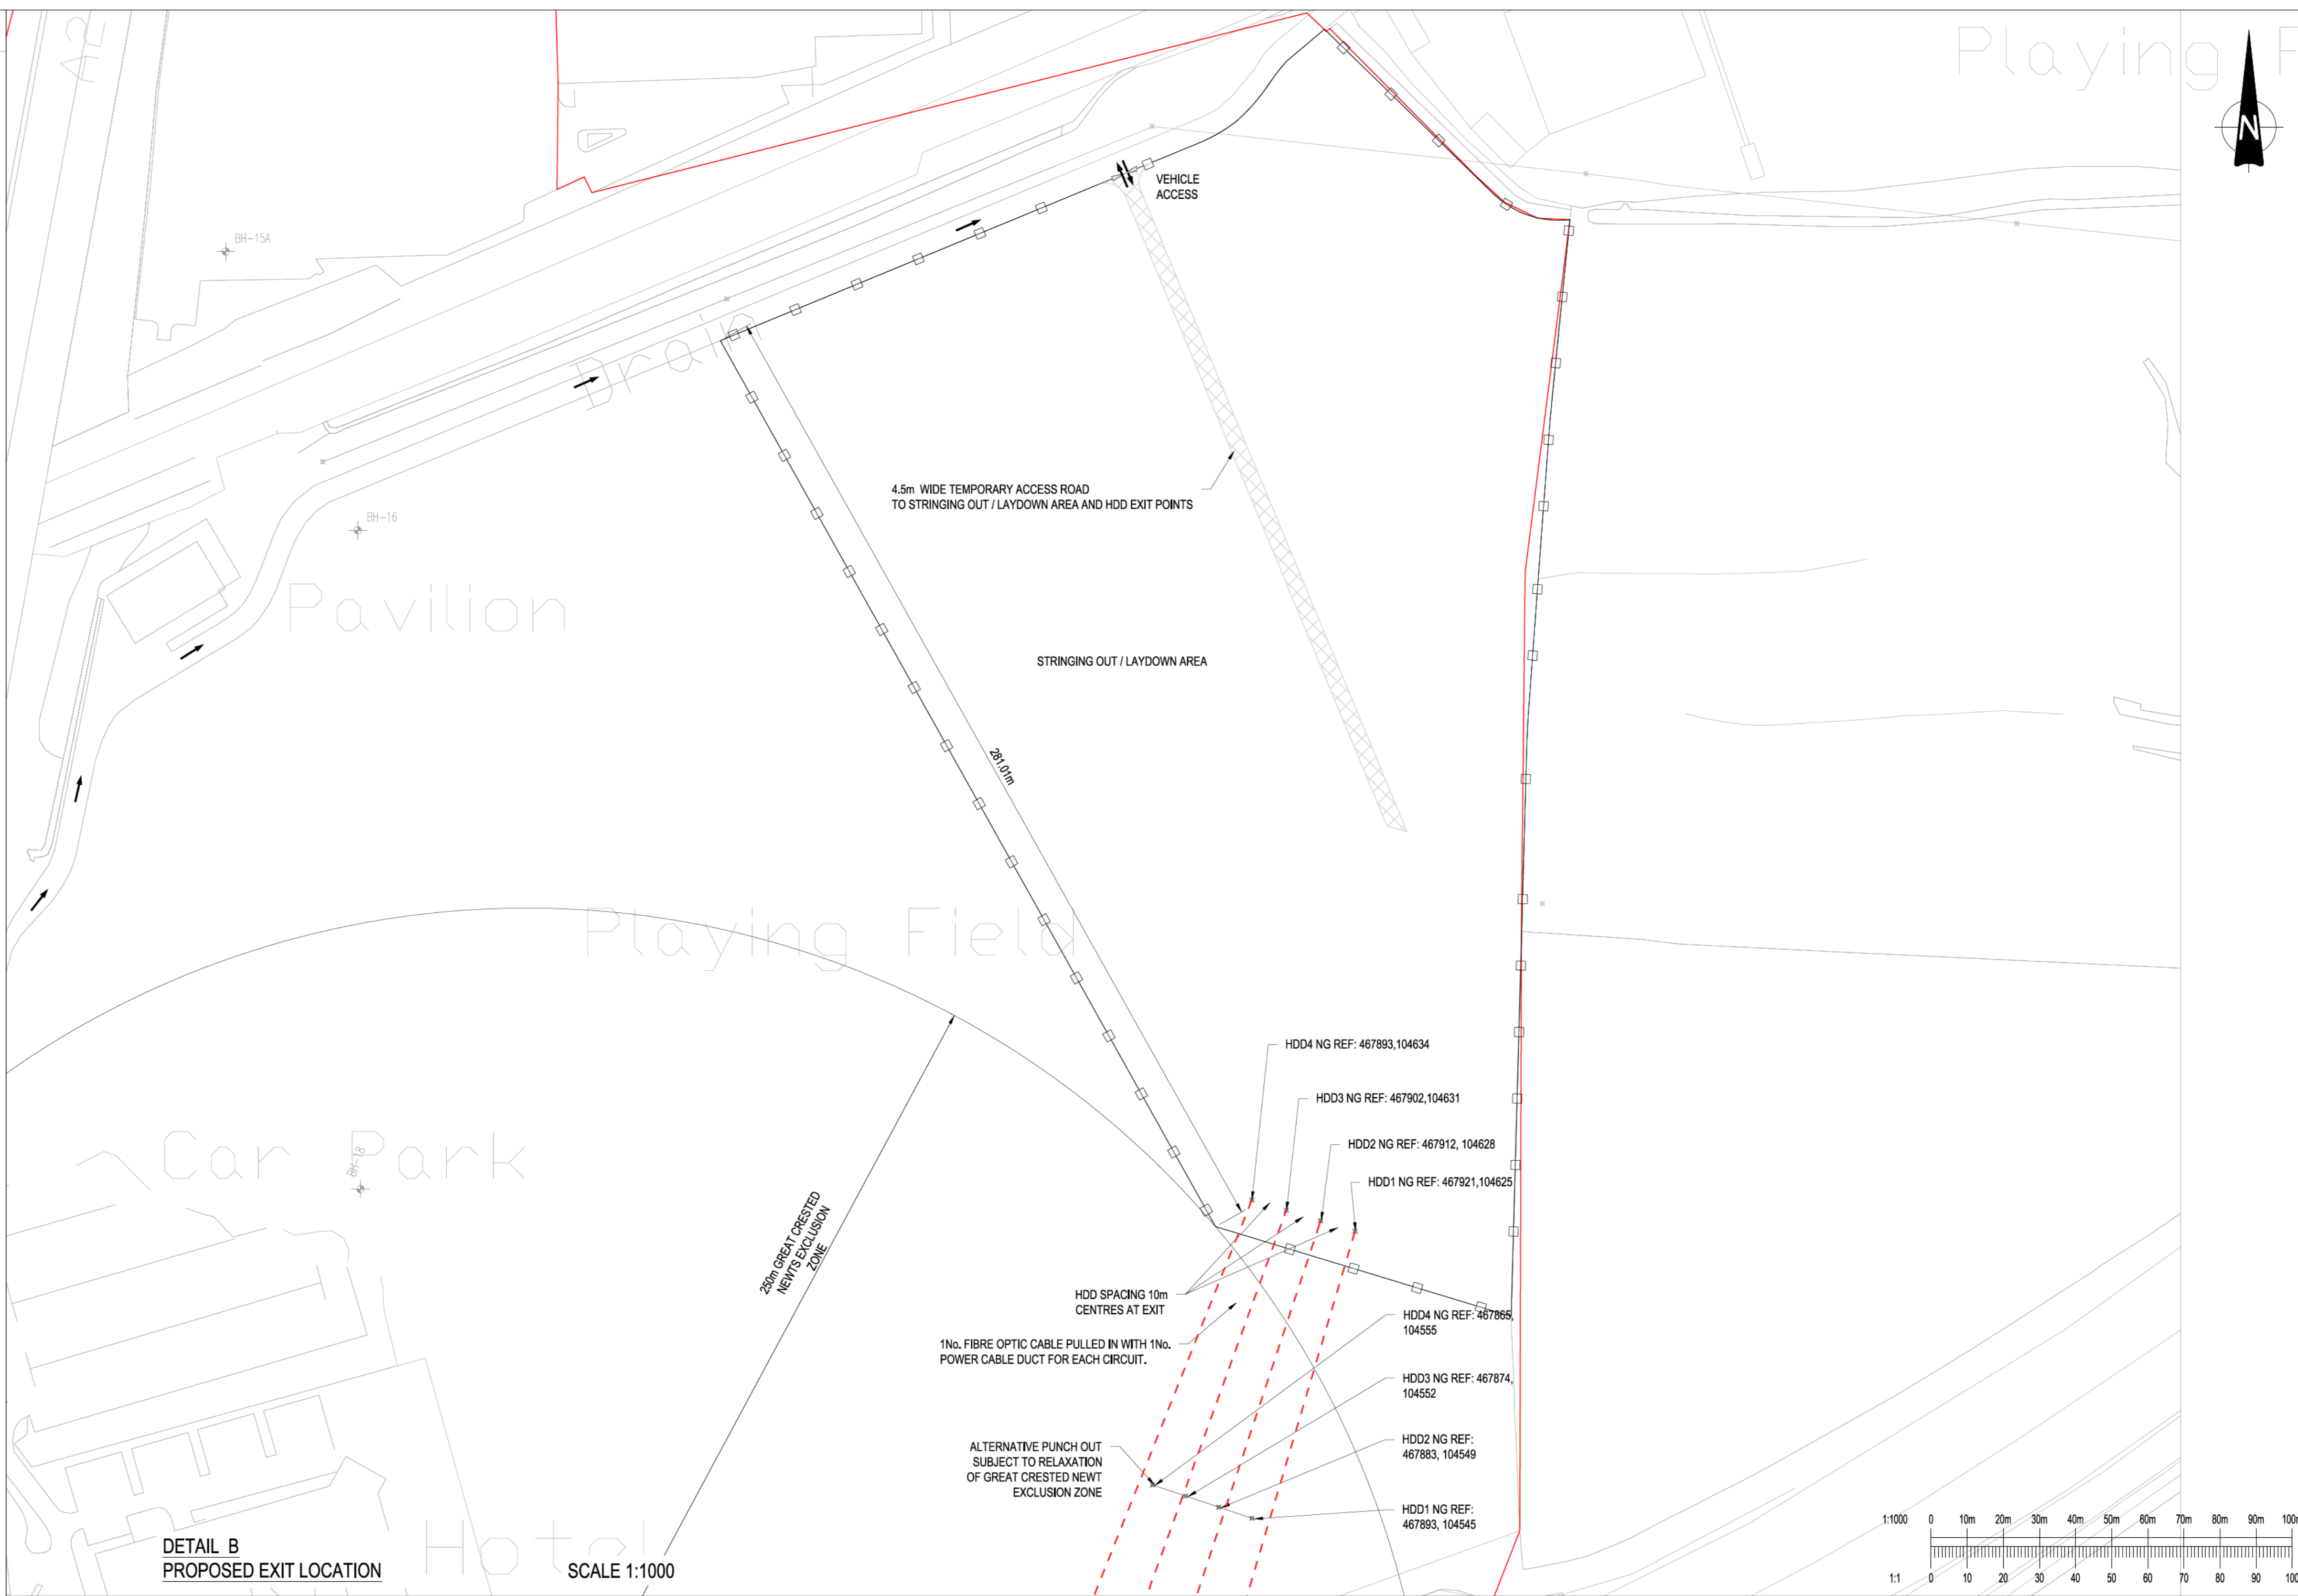 Playing F
N
VEHICLE
ACCESS
BH-15A
Drain
4.5m WIDE TEMPORARY ACCESS ROAD
TO STRINGING OUT / LAYDOWN AREA AND HDD EXIT POINTS
BH-16
Pavilion
STRINGING OUT / LAYDOWN AREA
281.01m
Playing Field
HDD4 NG REF: 467893,104634
HDD3 NG REF: 467902,104631
HDD2 NG REF: 467912, 104628
HDD1 NG REF: 467921,104625
Car Park
BH-18
250m GREAT CRESTED
NEWTS EXCLUSION
ZONE
HDD SPACING 10m
CENTRES AT EXIT
1No. FIBRE OPTIC CABLE PULLED IN WITH 1No.
POWER CABLE DUCT FOR EACH CIRCUIT.
HDD4 NG REF: 467865,
104555
HDD3 NG REF: 467874,
104552
ALTERNATIVE PUNCH OUT
SUBJECT TO RELAXATION
OF GREAT CRESTED NEWT
EXCLUSION ZONE
HDD2 NG REF:
467883, 104549
HDD1 NG REF:
467893, 104545
Hotel
DETAIL B
PROPOSED EXIT LOCATION
SCALE 1:1000
1:1000 0 10m 20m 30m 40m 50m 60m 70m 80m 90m 100m
1:1 0 10 20 30 40 50 60 70 80 90 100